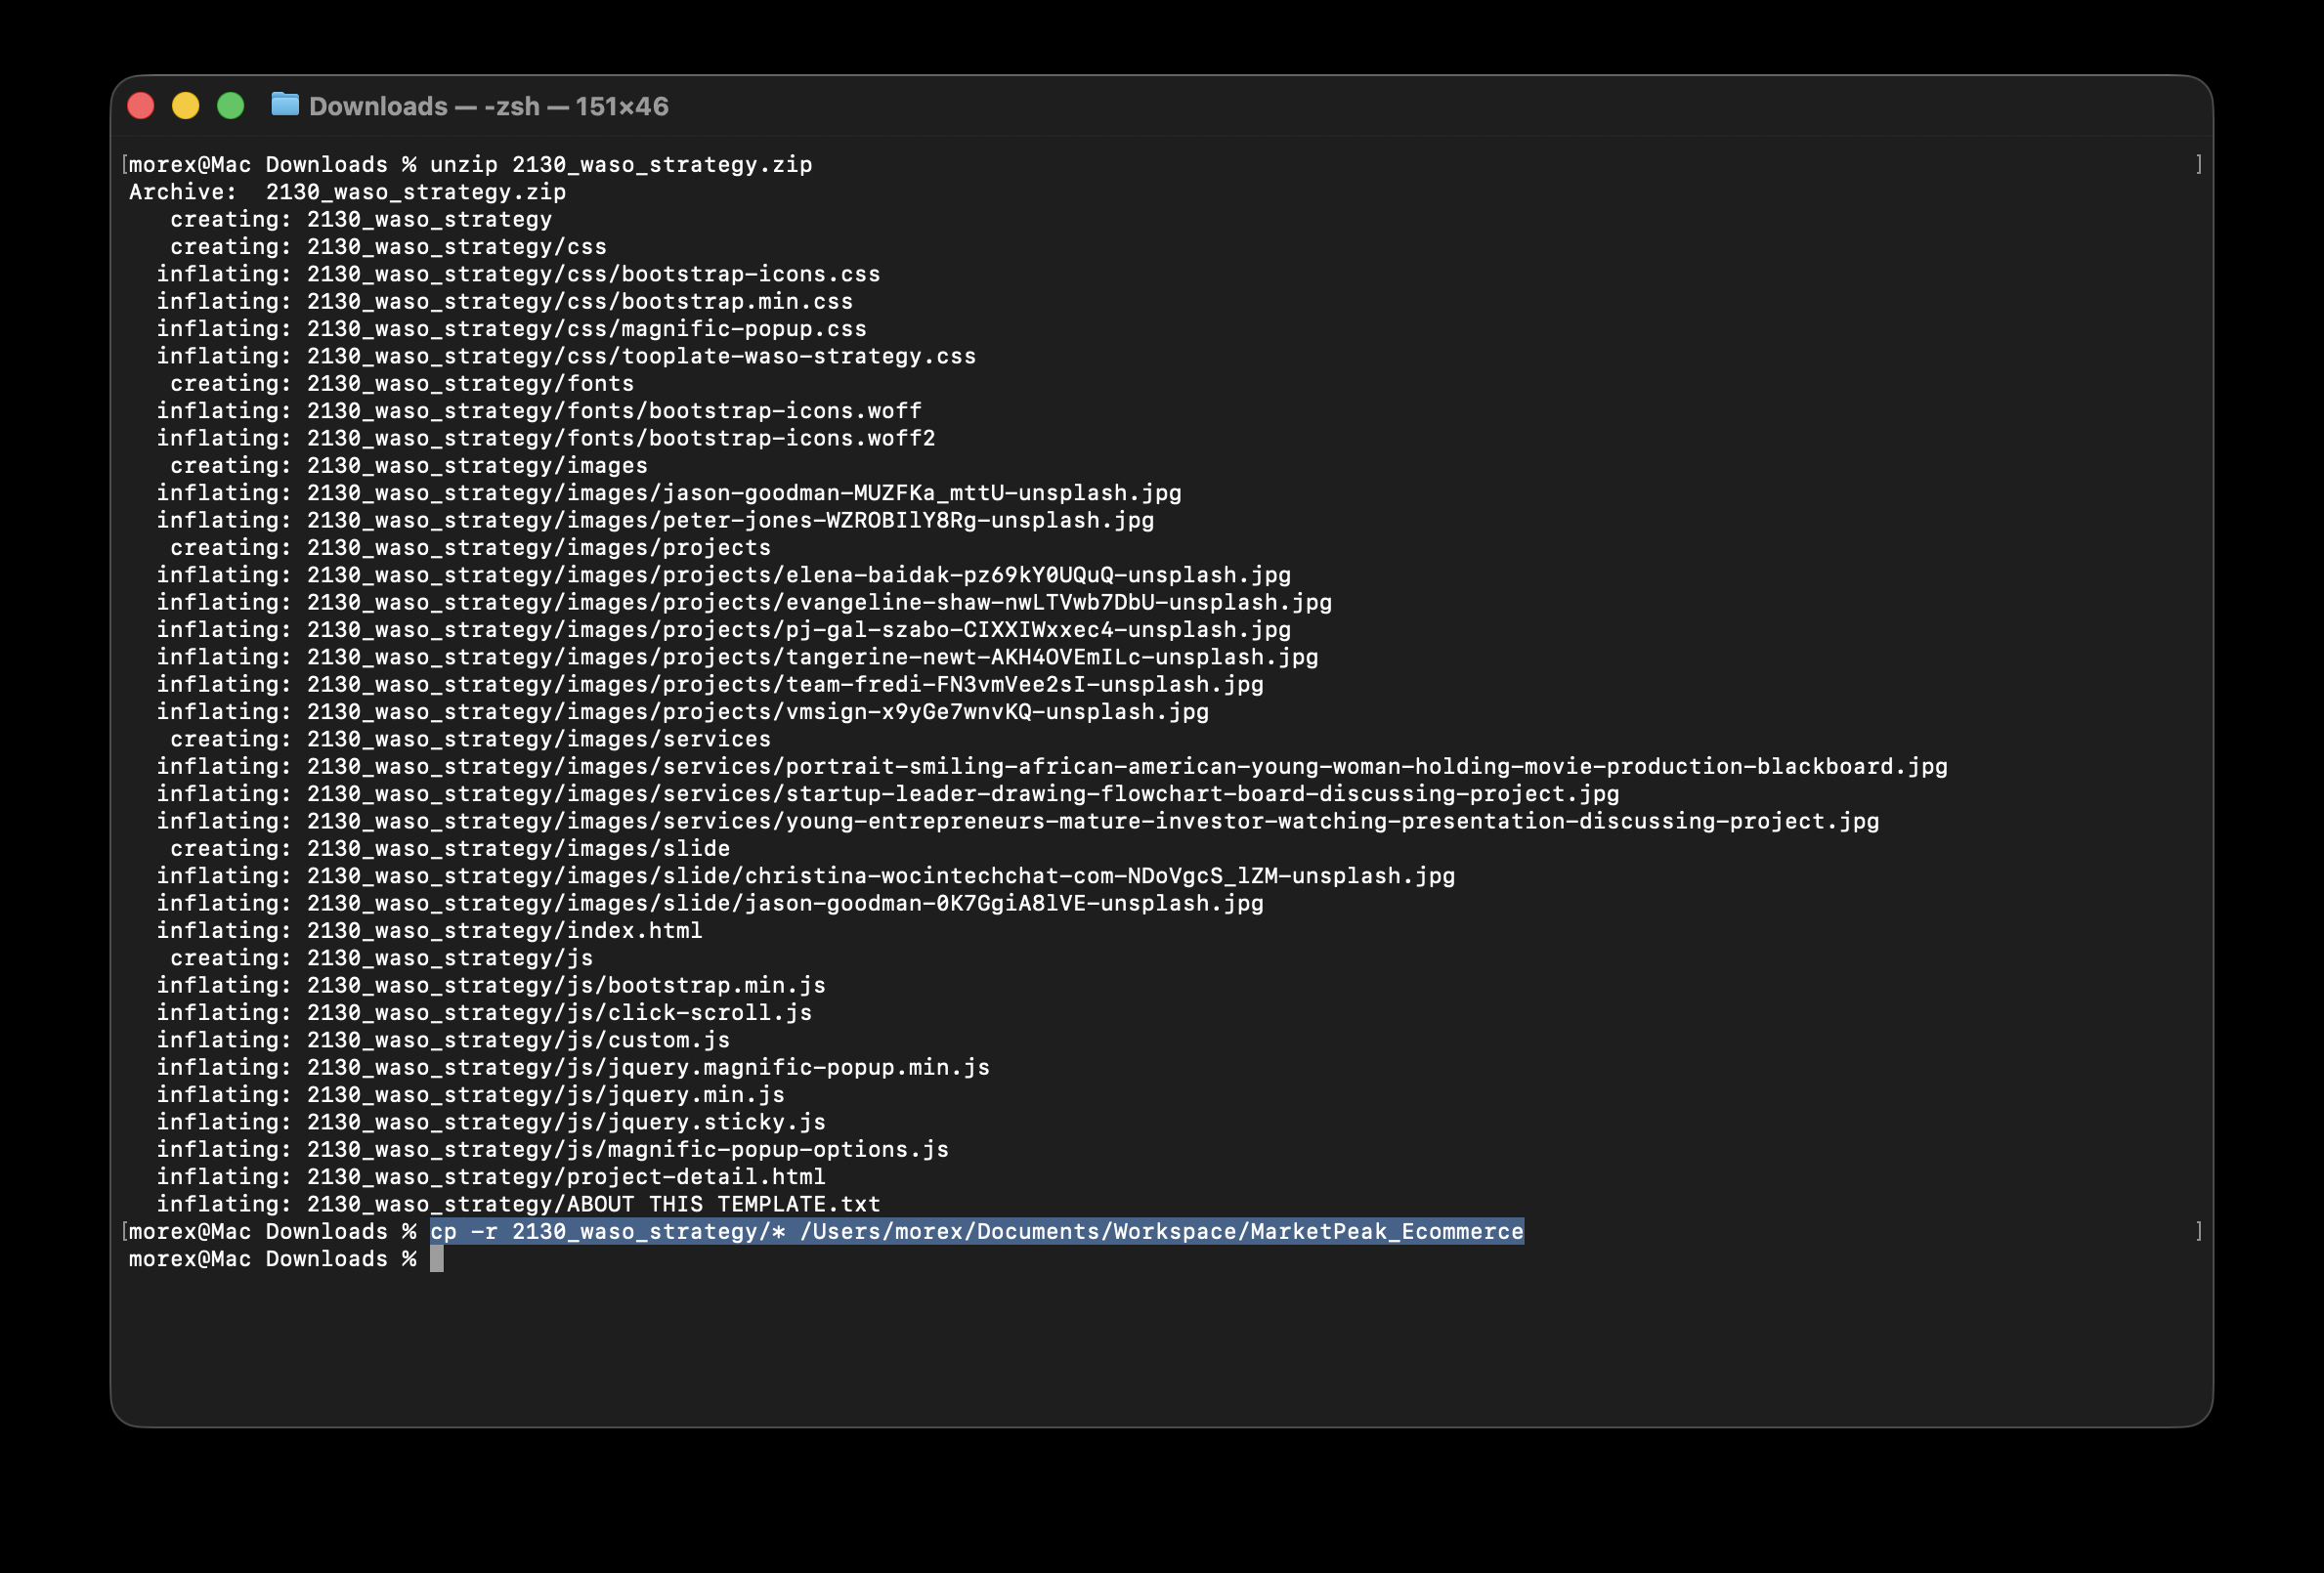 Downloads — -zsh — 151×46
[morex@Mac Downloads % unzip 2130_waso_strategy.zip ]
Archive:  2130_waso_strategy.zip
   creating: 2130_waso_strategy
   creating: 2130_waso_strategy/css
  inflating: 2130_waso_strategy/css/bootstrap-icons.css
  inflating: 2130_waso_strategy/css/bootstrap.min.css
  inflating: 2130_waso_strategy/css/magnific-popup.css
  inflating: 2130_waso_strategy/css/tooplate-waso-strategy.css
   creating: 2130_waso_strategy/fonts
  inflating: 2130_waso_strategy/fonts/bootstrap-icons.woff
  inflating: 2130_waso_strategy/fonts/bootstrap-icons.woff2
   creating: 2130_waso_strategy/images
  inflating: 2130_waso_strategy/images/jason-goodman-MUZFKa_mttU-unsplash.jpg
  inflating: 2130_waso_strategy/images/peter-jones-WZROBIlY8Rg-unsplash.jpg
   creating: 2130_waso_strategy/images/projects
  inflating: 2130_waso_strategy/images/projects/elena-baidak-pz69kY0UQuQ-unsplash.jpg
  inflating: 2130_waso_strategy/images/projects/evangeline-shaw-nwLTVwb7DbU-unsplash.jpg
  inflating: 2130_waso_strategy/images/projects/pj-gal-szabo-CIXXIWxxec4-unsplash.jpg
  inflating: 2130_waso_strategy/images/projects/tangerine-newt-AKH4OVEmILc-unsplash.jpg
  inflating: 2130_waso_strategy/images/projects/team-fredi-FN3vmVee2sI-unsplash.jpg
  inflating: 2130_waso_strategy/images/projects/vmsign-x9yGe7wnvKQ-unsplash.jpg
   creating: 2130_waso_strategy/images/services
  inflating: 2130_waso_strategy/images/services/portrait-smiling-african-american-young-woman-holding-movie-production-blackboard.jpg
  inflating: 2130_waso_strategy/images/services/startup-leader-drawing-flowchart-board-discussing-project.jpg
  inflating: 2130_waso_strategy/images/services/young-entrepreneurs-mature-investor-watching-presentation-discussing-project.jpg
   creating: 2130_waso_strategy/images/slide
  inflating: 2130_waso_strategy/images/slide/christina-wocintechchat-com-NDoVgcS_lZM-unsplash.jpg
  inflating: 2130_waso_strategy/images/slide/jason-goodman-0K7GgiA8lVE-unsplash.jpg
  inflating: 2130_waso_strategy/index.html
   creating: 2130_waso_strategy/js
  inflating: 2130_waso_strategy/js/bootstrap.min.js
  inflating: 2130_waso_strategy/js/click-scroll.js
  inflating: 2130_waso_strategy/js/custom.js
  inflating: 2130_waso_strategy/js/jquery.magnific-popup.min.js
  inflating: 2130_waso_strategy/js/jquery.min.js
  inflating: 2130_waso_strategy/js/jquery.sticky.js
  inflating: 2130_waso_strategy/js/magnific-popup-options.js
  inflating: 2130_waso_strategy/project-detail.html
  inflating: 2130_waso_strategy/ABOUT THIS TEMPLATE.txt
[morex@Mac Downloads % cp -r 2130_waso_strategy/* /Users/morex/Documents/Workspace/MarketPeak_Ecommerce ]
morex@Mac Downloads %